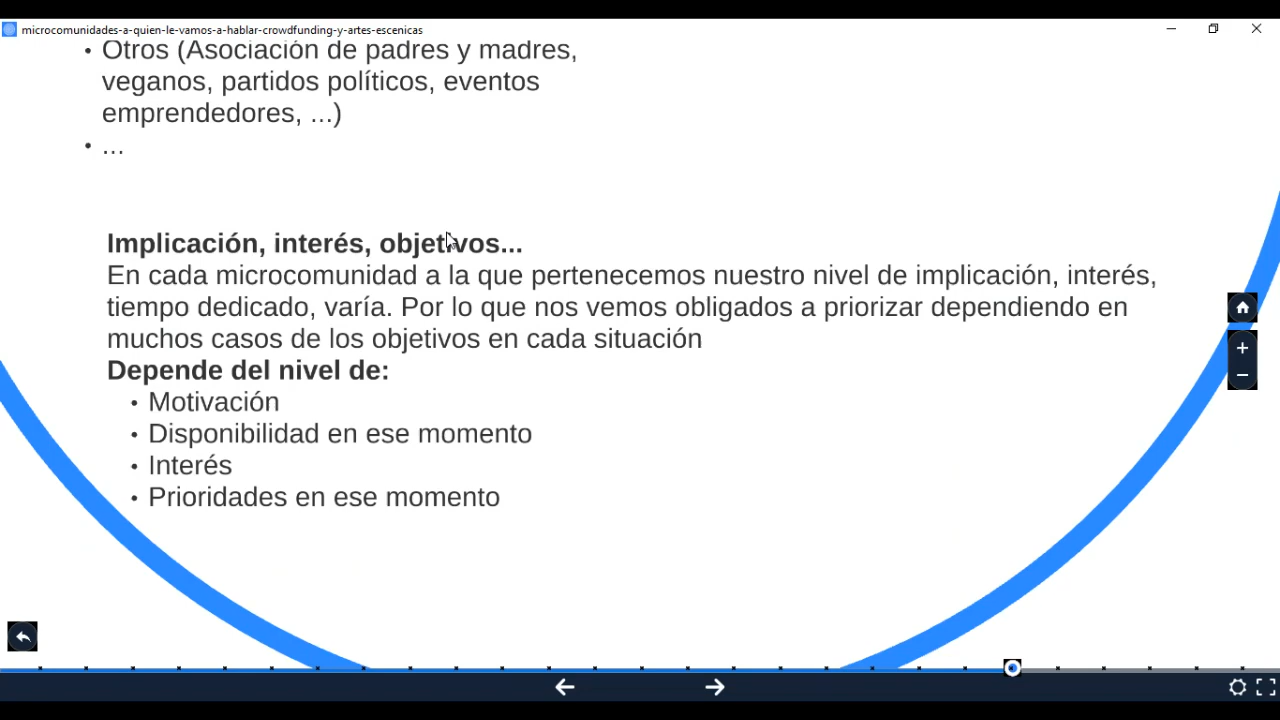 microcomunidades-a-quien-le-vamos-a-hablar-crowdfunding-y-artes-escenicas
• Otros (Asociación de padres y madres,
veganos, partidos políticos, eventos
emprendedores, ...)
• ...
Implicación, interés, objetivos...
En cada microcomunidad a la que pertenecemos nuestro nivel de implicación, interés,
tiempo dedicado, varía. Por lo que nos vemos obligados a priorizar dependiendo en
muchos casos de los objetivos en cada situación
Depende del nivel de:
• Motivación
• Disponibilidad en ese momento
• Interés
• Prioridades en ese momento